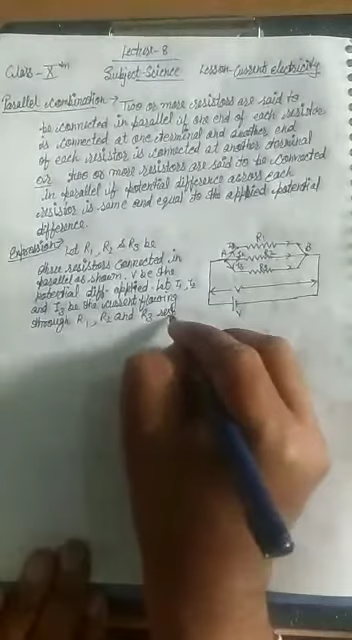 Lecture-8
Class-Xth Subject-Science Lesson-Current electricity
Parallel Combination → Two or more resistors are said to
be connected in parallel if one end of each resistor
is connected at one terminal and another end
of each resistor is connected at another terminal
or two or more resistors are said to be connected
in parallel if potential difference across each
resistor is same and equal to the applied potential
difference.
Expression→ Let R1, R2 & R3 be
three resistors connected in
parallel as shown. V be the
potential diff. applied. Let I1, I2
and I3 be the current flowing
through R1, R2 and R3
R1
A I1 B
I2 R2
I3 R3
V
V